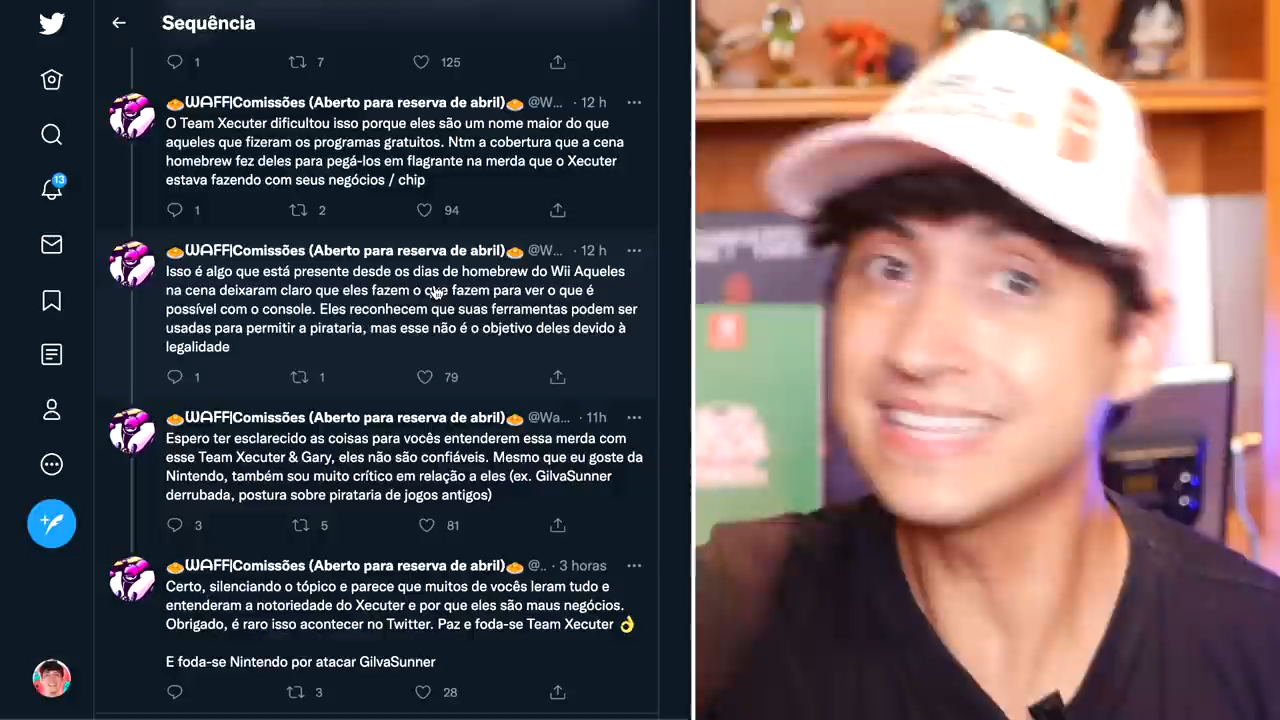 Sequência
1 7 125
WAFF|Comissões (Aberto para reserva de abril) @W... · 12 h
O Team Xecuter dificultou isso porque eles são um nome maior do que
aqueles que fizeram os programas gratuitos. Ntm a cobertura que a cena
homebrew fez deles para pegá-los em flagrante na merda que o Xecuter
estava fazendo com seus negócios / chip
1 2 94
13
WAFF|Comissões (Aberto para reserva de abril) @W... · 12 h
Isso é algo que está presente desde os dias de homebrew do Wii Aqueles
na cena deixaram claro que eles fazem o que fazem para ver o que é
possível com o console. Eles reconhecem que suas ferramentas podem ser
usadas para permitir a pirataria, mas esse não é o objetivo deles devido à
legalidade
1 1 79
WAFF|Comissões (Aberto para reserva de abril) @Wa... · 11h
Espero ter esclarecido as coisas para vocês entenderem essa merda com
esse Team Xecuter & Gary, eles não são confiáveis. Mesmo que eu goste da
Nintendo, também sou muito crítico em relação a eles (ex. GilvaSunner
derrubada, postura sobre pirataria de jogos antigos)
3 5 81
WAFF|Comissões (Aberto para reserva de abril) @.. · 3 horas
Certo, silenciando o tópico e parece que muitos de vocês leram tudo e
entenderam a notoriedade do Xecuter e por que eles são maus negócios.
Obrigado, é raro isso acontecer no Twitter. Paz e foda-se Team Xecuter 👌
E foda-se Nintendo por atacar GilvaSunner
3 28